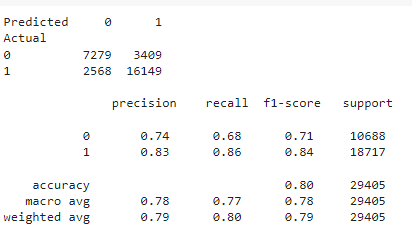 Predicted 0 1
Actual
0 7279 3409
1 2568 16149
precision recall f1-score support
0 0.74 0.68 0.71 10688
1 0.83 0.86 0.84 18717
accuracy 0.80 29405
macro avg 0.78 0.77 0.78 29405
weighted avg 0.79 0.80 0.79 29405